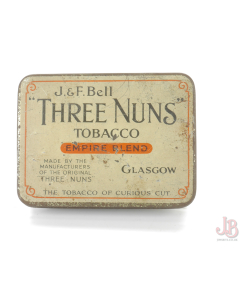 J. & F. Bell
"THREE NUNS"
TOBACCO
EMPIRE BLEND
MADE BY THE
MANUFACTURERS
OF THE ORIGINAL
"THREE NUNS"
GLASGOW
THE TOBACCO OF CURIOUS CUT
JB